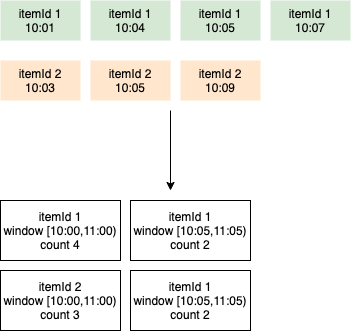 itemId 1
10:01
itemId 1
10:04
itemId 1
10:05
itemId 1
10:07
itemId 2
10:03
itemId 2
10:05
itemId 2
10:09
itemId 1
window [10:00,11:00)
count 4
itemId 1
window [10:05,11:05)
count 2
itemId 2
window [10:00,11:00)
count 3
itemId 1
window [10:05,11:05)
count 2